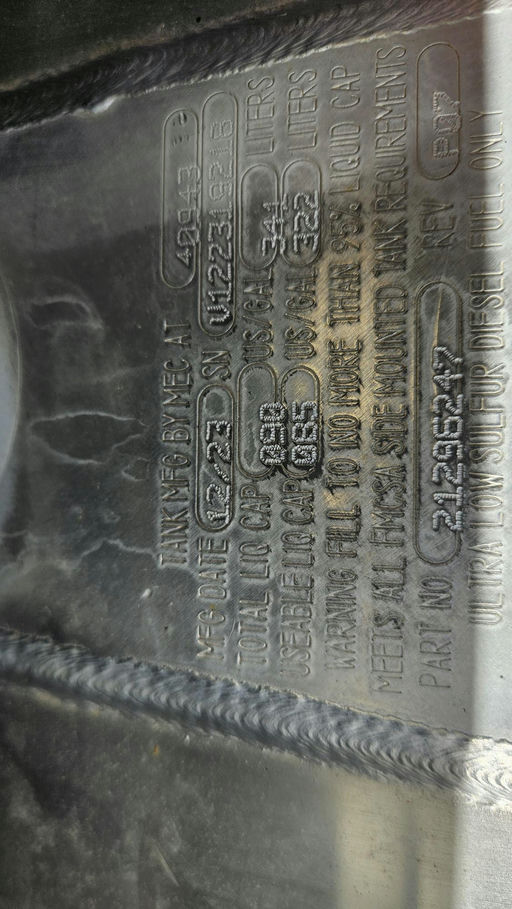 TANK MFG BY MEC AT 40943
MFG DATE 12/23 SN V122319218
TOTAL LIQ CAP 090 US/GAL 341 LITERS
USEABLE LIQ CAP 085 US/GAL 322 LITERS
WARNING FILL TO NO MORE THAN 95% LIQUID CAP
MEETS ALL FMCSA SIDE MOUNTED TANK REQUIREMENTS
PART NO 21296247 REV P07
ULTRA LOW SULFUR DIESEL FUEL ONLY